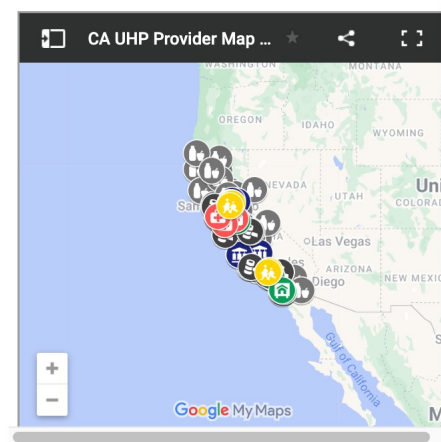 CA UHP Provider Map ...
WASHINGTON
MONTANA
OREGON
IDAHO
WYOMING
NEVADA
UTAH
Uni
COLORAD
San
Las Vegas
ARIZONA
NEW MEXIC
Diego
Gulf of California
M
Google My Maps